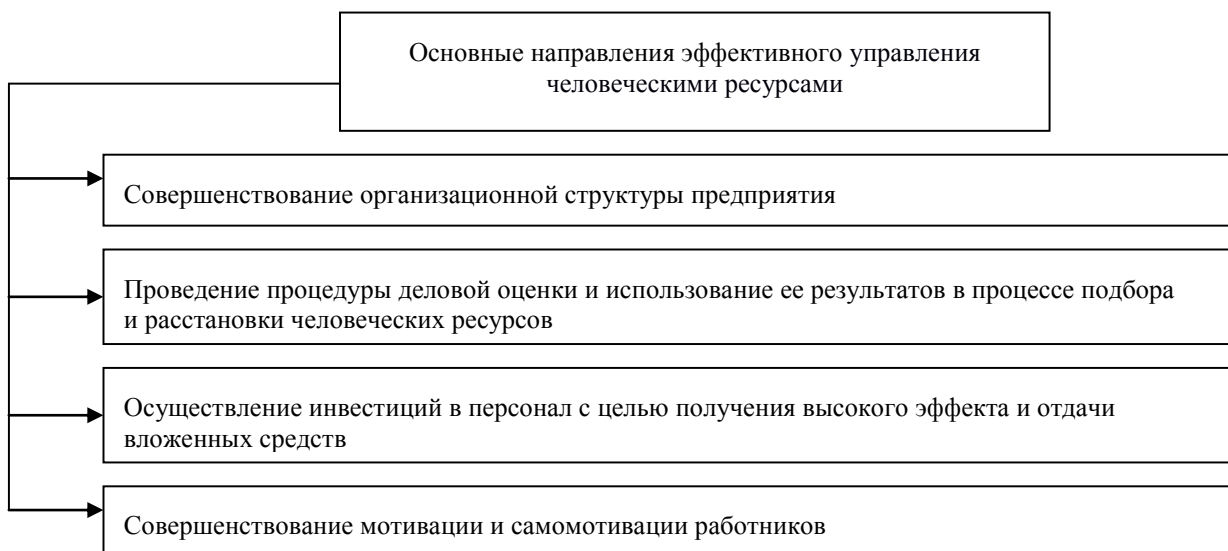 Основные направления эффективного управления
человеческими ресурсами
Совершенствование организационной структуры предприятия
Проведение процедуры деловой оценки и использование ее результатов в процессе подбора
и расстановки человеческих ресурсов
Осуществление инвестиций в персонал с целью получения высокого эффекта и отдачи
вложенных средств
Совершенствование мотивации и самомотивации работников